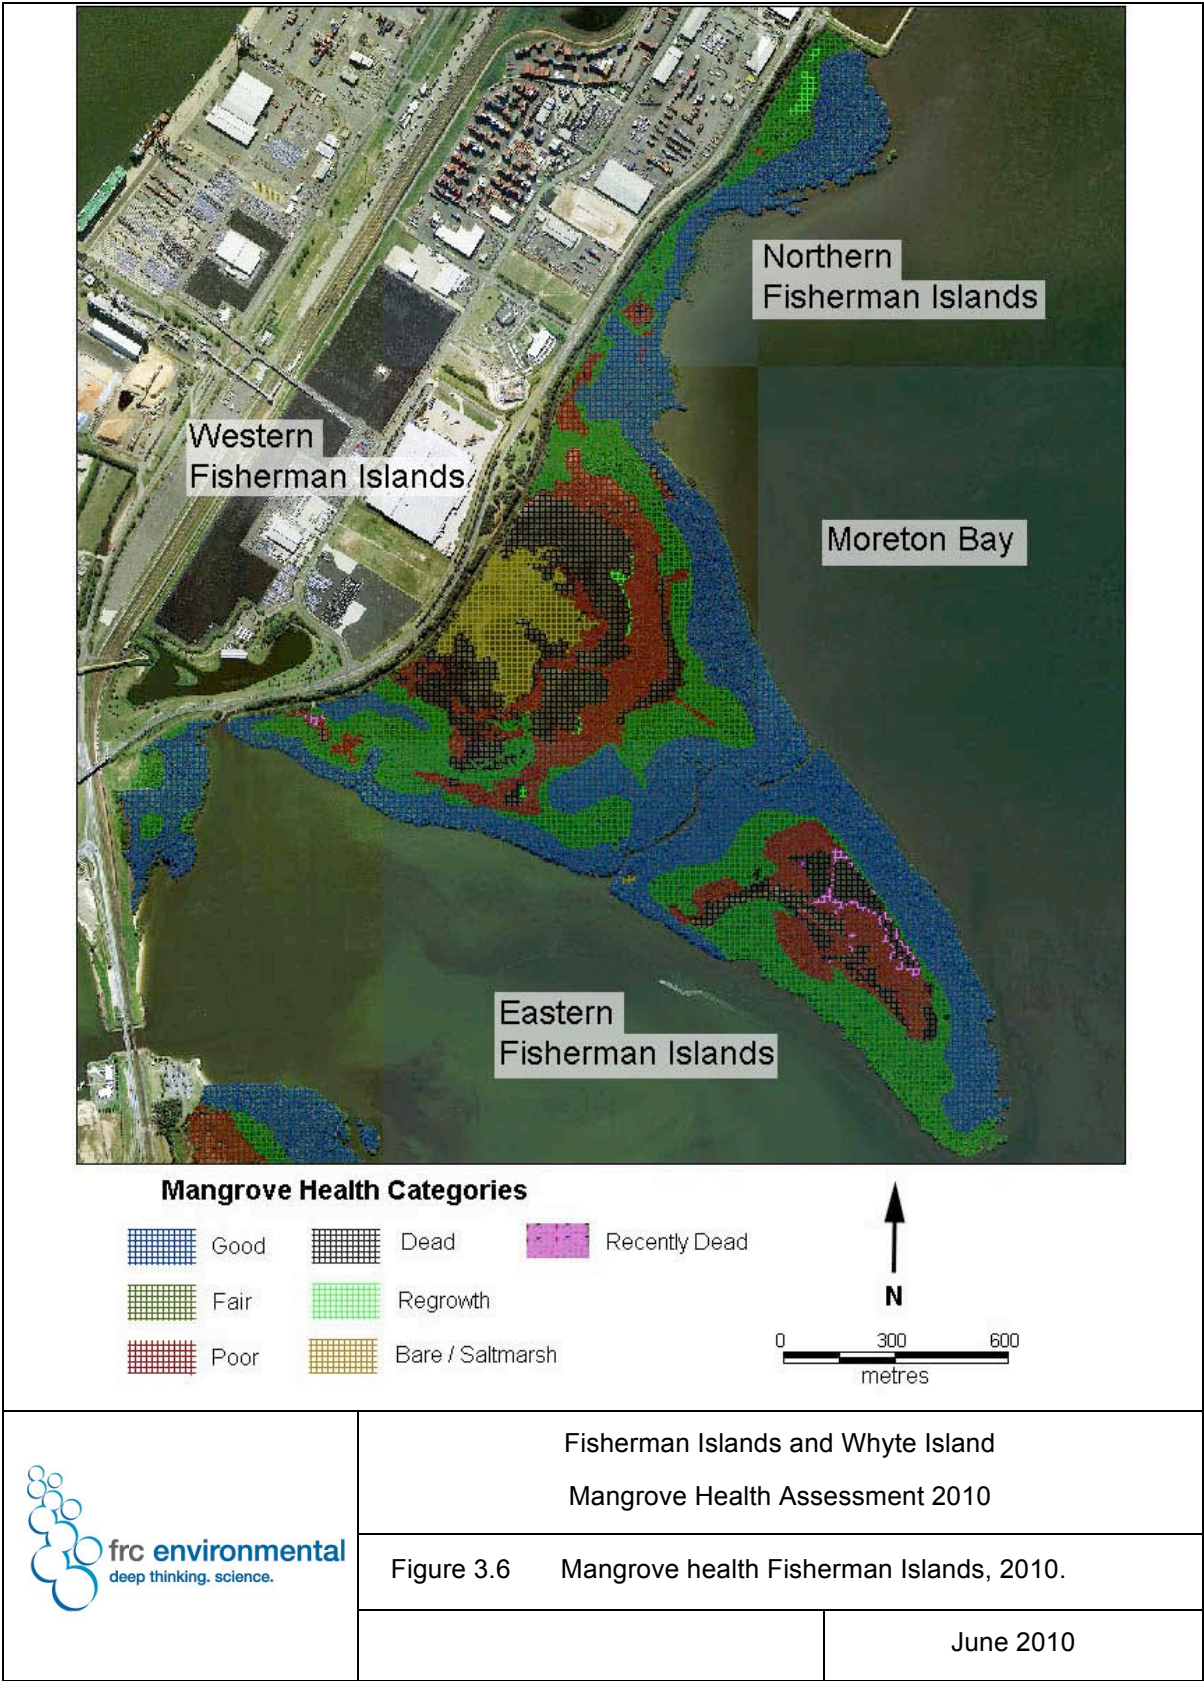 Northern
Fisherman Islands
Western
Fisherman Islands
Moreton Bay
Eastern
Fisherman Islands
Mangrove Health Categories
Good
Dead
Recently Dead
Fair
Regrowth
Poor
Bare / Saltmarsh
N
0 300 600
metres
frc environmental
deep thinking. science.
Fisherman Islands and Whyte Island
Mangrove Health Assessment 2010
Figure 3.6 Mangrove health Fisherman Islands, 2010.
June 2010